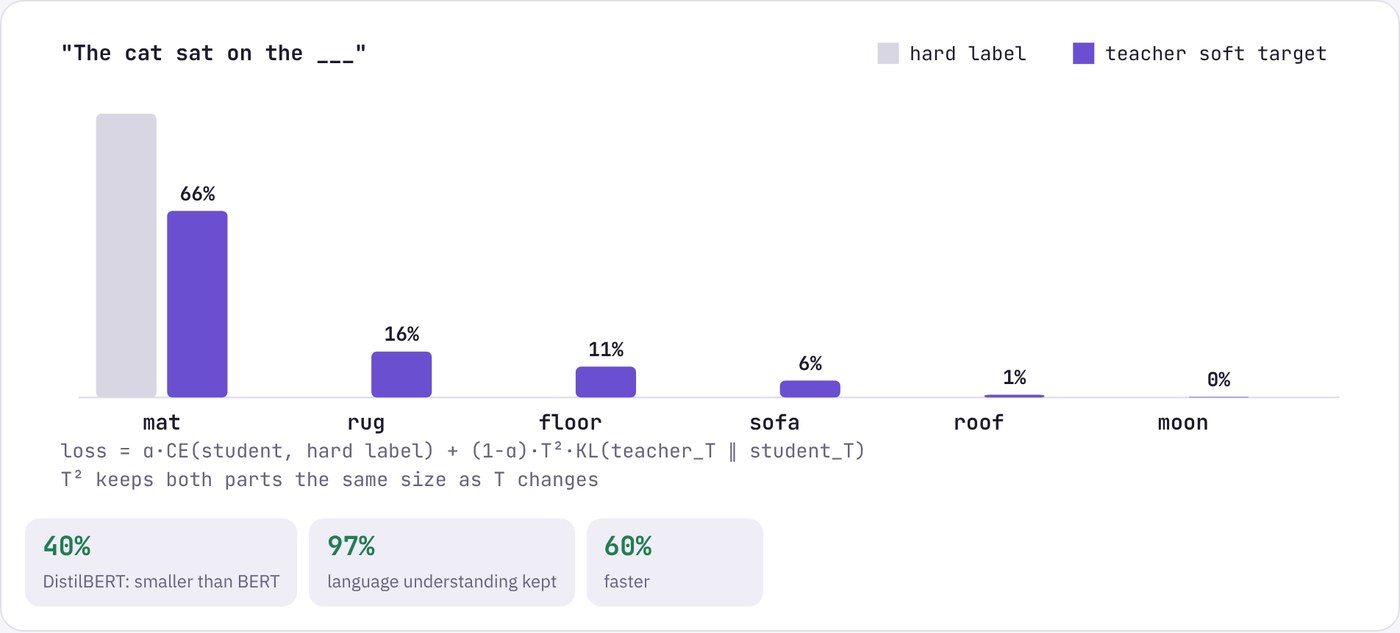 "The cat sat on the ___"
hard label
teacher soft target
66%
16%
11%
6%
1%
0%
mat
rug
floor
sofa
roof
moon
loss = α·CE(student, hard label) + (1-α)·T²·KL(teacher_T ‖ student_T)
T² keeps both parts the same size as T changes
40%
DistilBERT: smaller than BERT
97%
language understanding kept
60%
faster